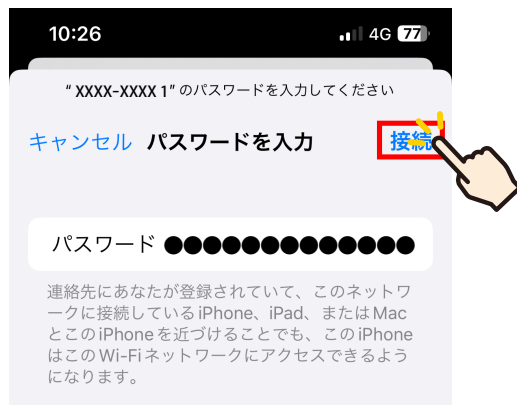 10:26 4G 77
“ XXXX-XXXX 1” のパスワードを入力してください
キャンセル パスワードを入力 接続
パスワード ●●●●●●●●●●●●●
連絡先にあなたが登録されていて、このネットワ
ークに接続しているiPhone、iPad、またはMac
とこのiPhoneを近づけることでも、このiPhone
はこのWi-Fiネットワークにアクセスできるよう
になります。